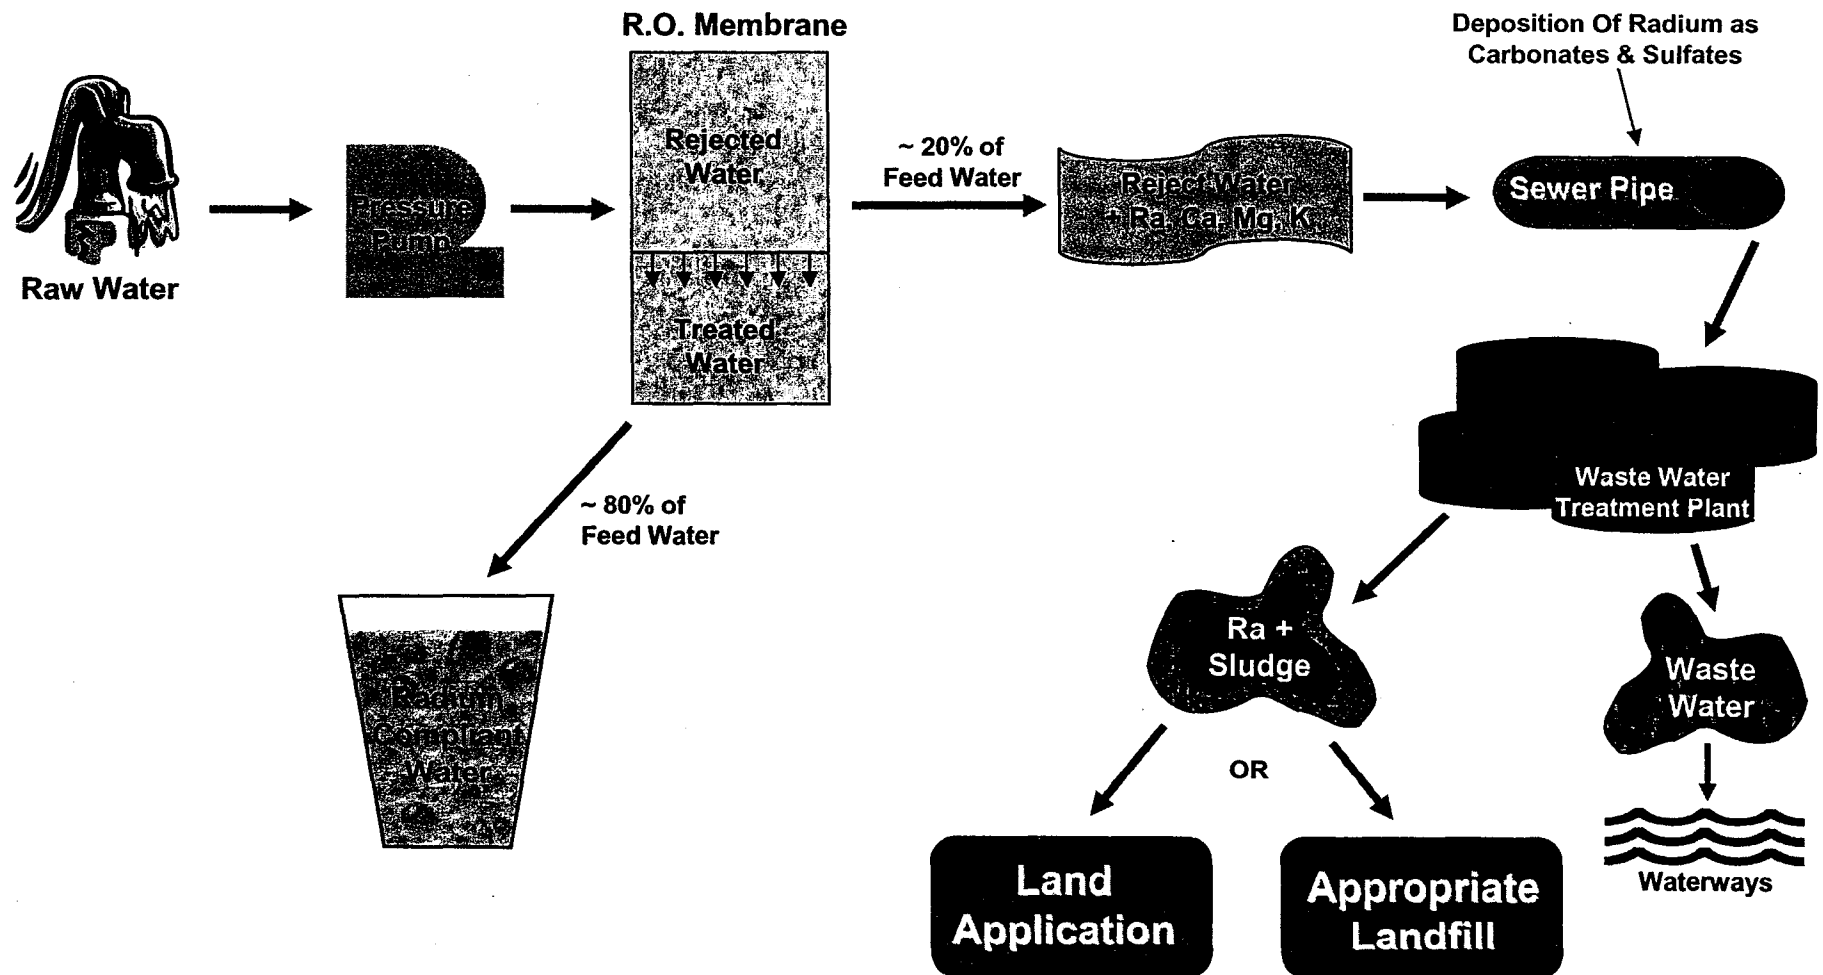 R.O. Membrane
Deposition Of Radium as
Carbonates & Sulfates
Raw Water
Pressure
Pump
Rejected
Water
Treated
Water
~ 20% of
Feed Water
Reject Water
+ Ra, Ca, Mg, K
Sewer Pipe
~ 80% of
Feed Water
Waste Water
Treatment Plant
Radium
Compliant
Water
Ra +
Sludge
Waste
Water
OR
Land
Application
Appropriate
Landfill
Waterways